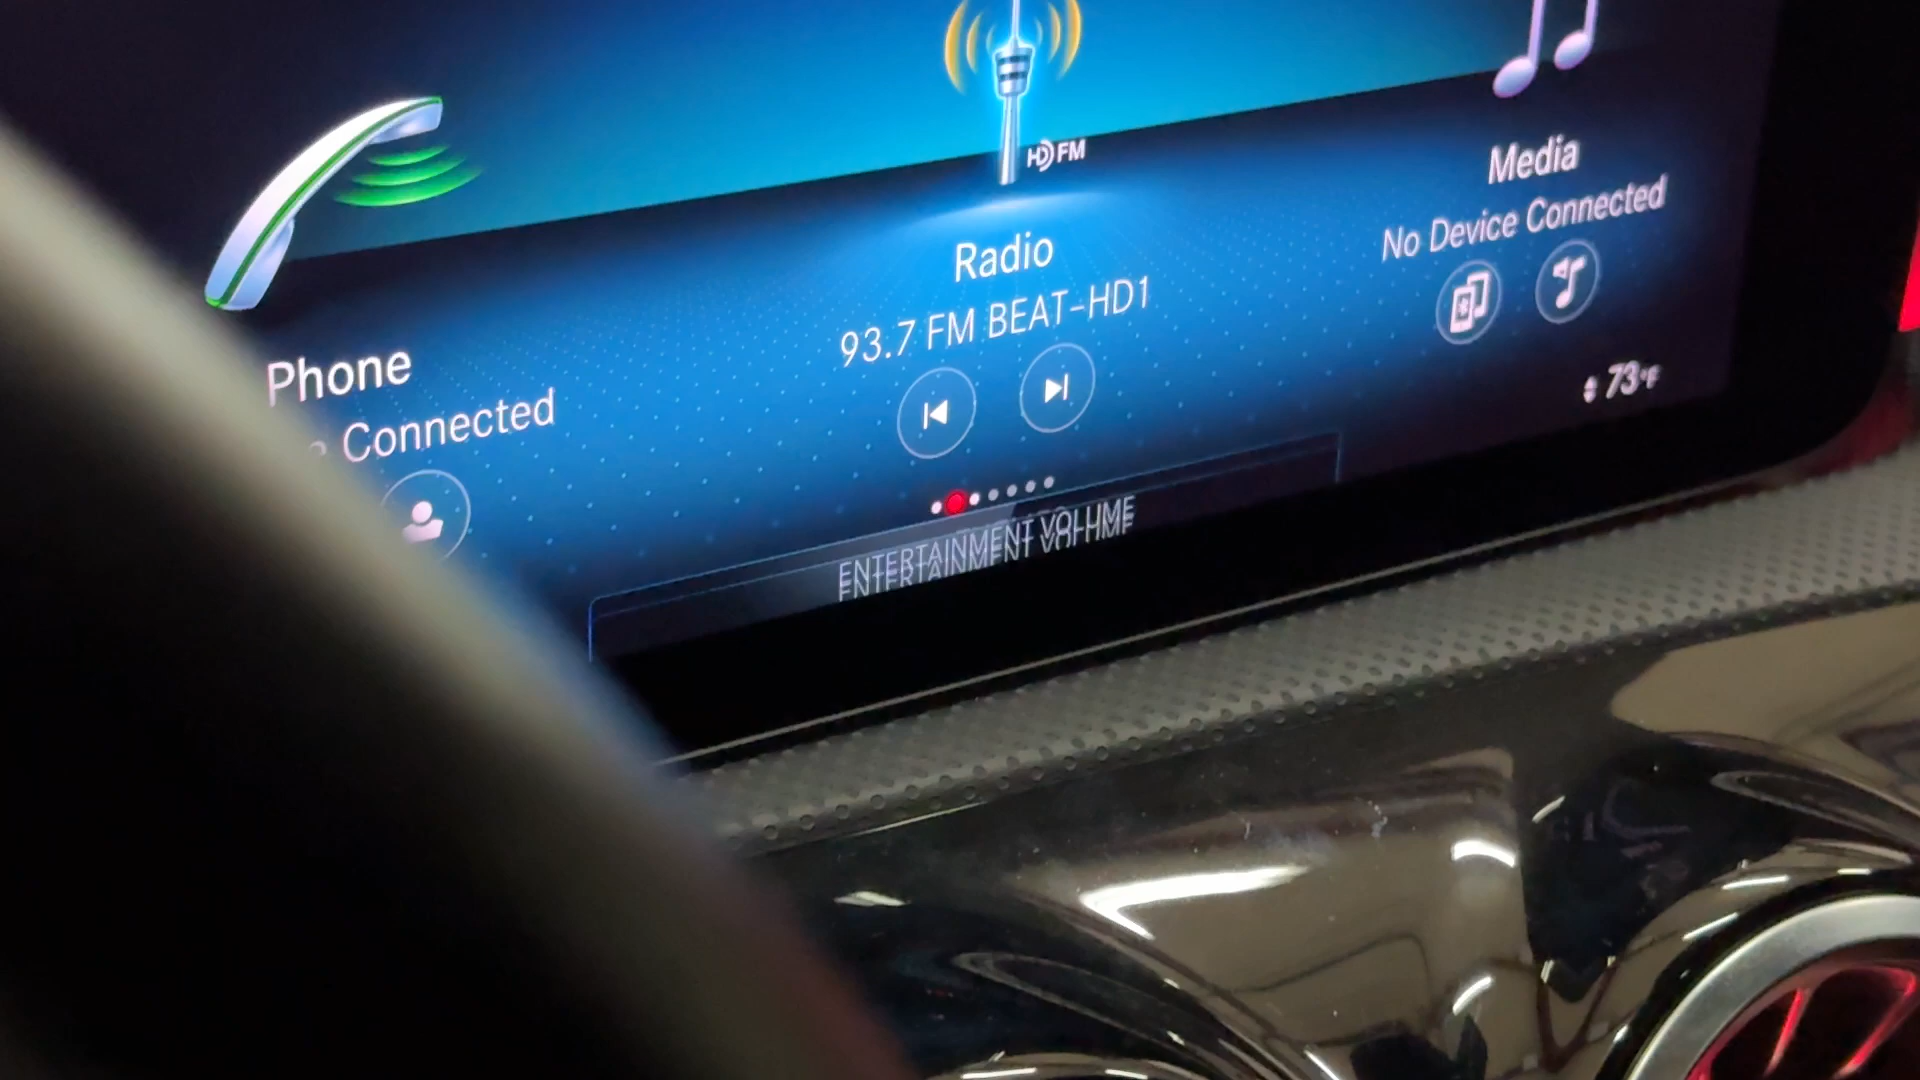 HD FM
Media
No Device Connected
Radio
93.7 FM BEAT-HD1
Phone
Connected
73°F
ENTERTAINMENT VOLUME